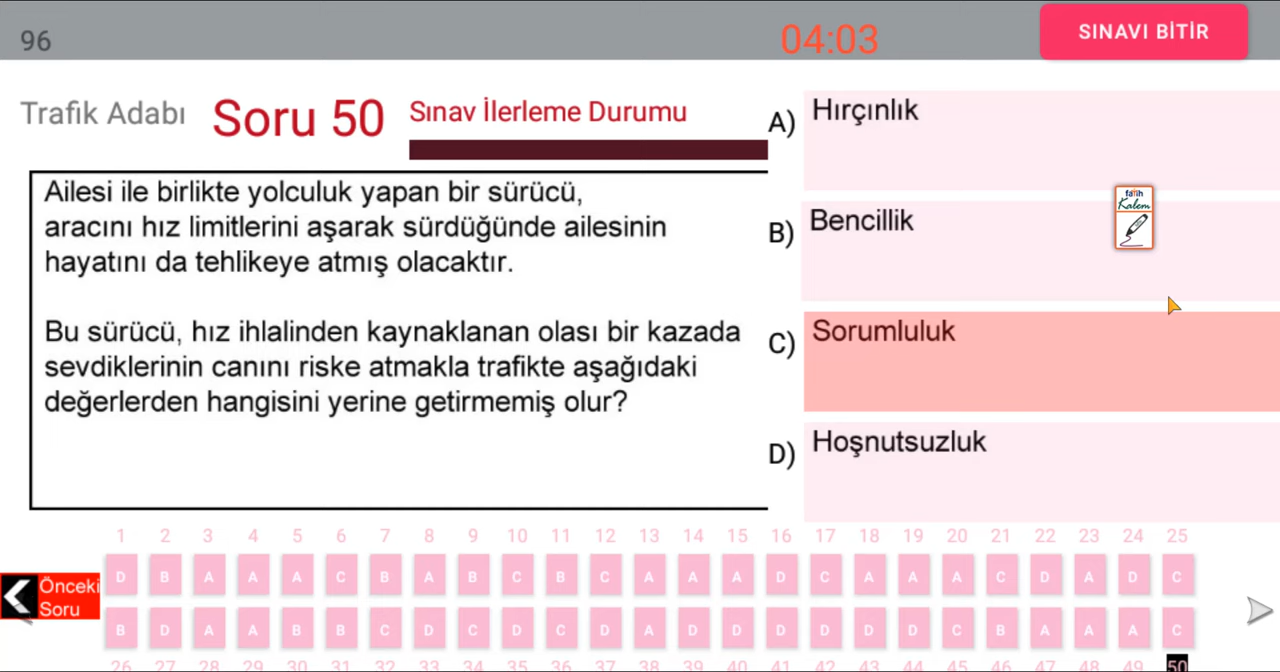 96
04:03
SINAVI BİTİR
Trafik Adabı
Soru 50
Sınav İlerleme Durumu
Ailesi ile birlikte yolculuk yapan bir sürücü,
aracını hız limitlerini aşarak sürdüğünde ailesinin
hayatını da tehlikeye atmış olacaktır.
Bu sürücü, hız ihlalinden kaynaklanan olası bir kazada
sevdiklerinin canını riske atmakla trafikte aşağıdaki
değerlerden hangisini yerine getirmemiş olur?
A) Hırçınlık
B) Bencillik
C) Sorumluluk
D) Hoşnutsuzluk
fatih
Kalem
1 2 3 4 5 6 7 8 9 10 11 12 13 14 15 16 17 18 19 20 21 22 23 24 25
D B A A A C B A B C B C A A A D C A A A C D A D C
Önceki
Soru
B D A A B B C D C D C D A D D D D D D C B A A A C
26 27 28 29 30 31 32 33 34 35 36 37 38 39 40 41 42 43 44 45 46 47 48 49 50